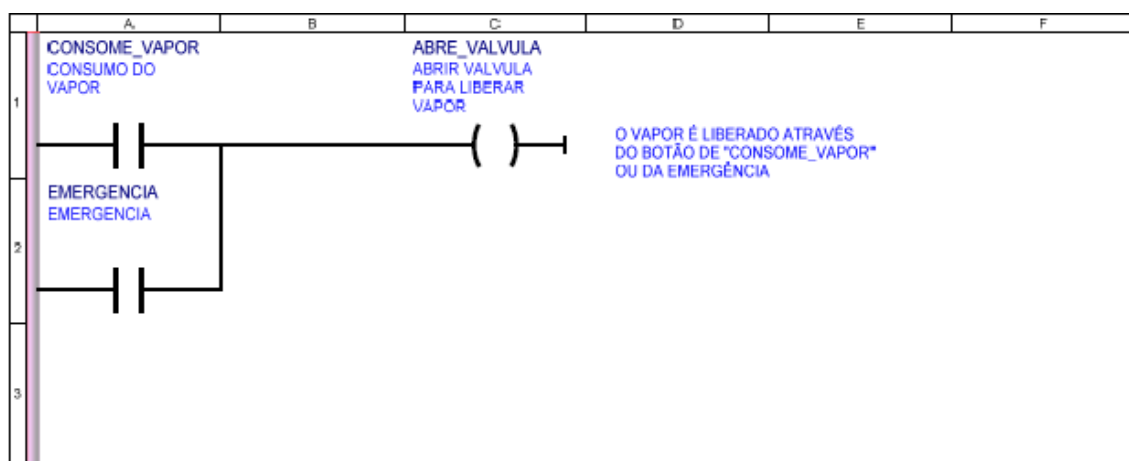 A B C D E F
CONSOME_VAPOR
CONSUMO DO
VAPOR
ABRE_VALVULA
ABRIR VALVULA
PARA LIBERAR
VAPOR
1
O VAPOR É LIBERADO ATRAVÉS
DO BOTÃO DE "CONSOME_VAPOR"
OU DA EMERGÊNCIA
EMERGENCIA
EMERGENCIA
2
3